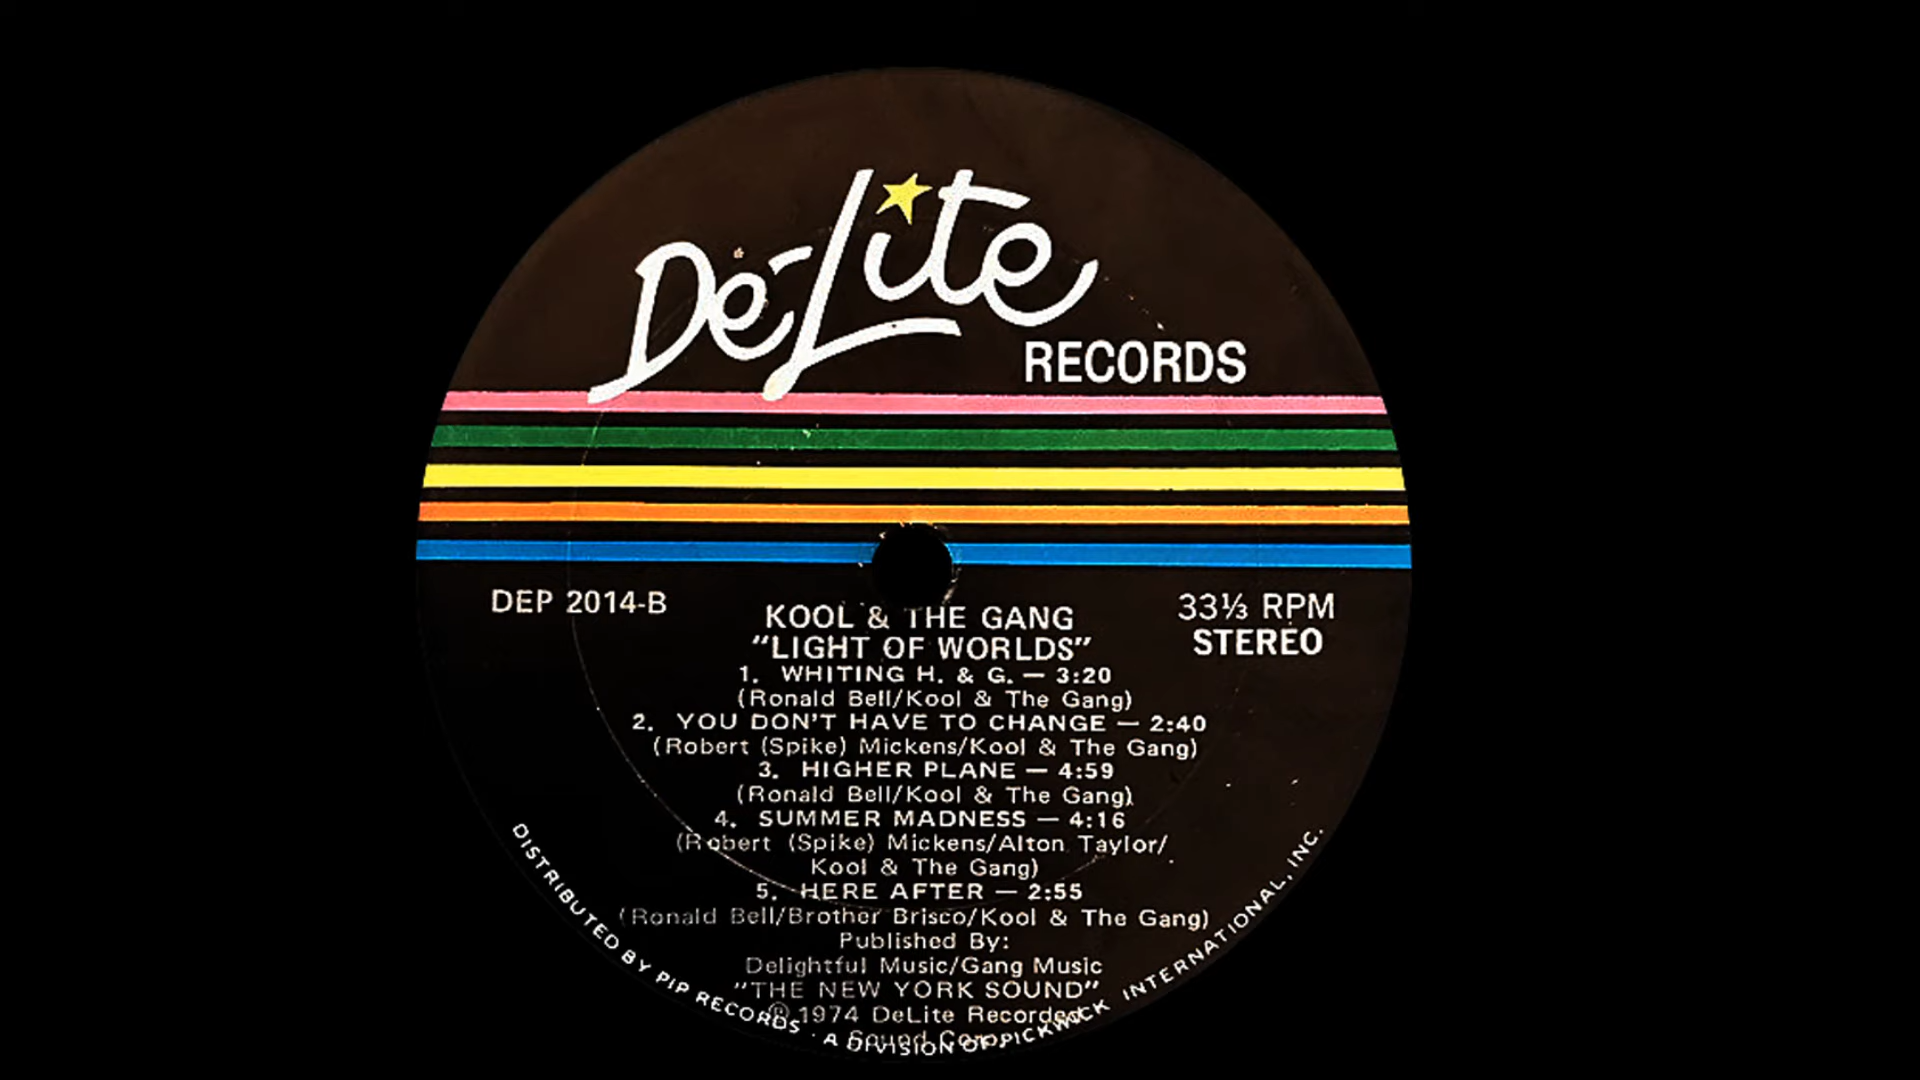 De-Lite
RECORDS
DEP 2014-B
33⅓ RPM
STEREO
KOOL & THE GANG
"LIGHT OF WORLDS"
1. WHITING H. & G. — 3:20
(Ronald Bell/Kool & The Gang)
2. YOU DON'T HAVE TO CHANGE — 2:40
(Robert (Spike) Mickens/Kool & The Gang)
3. HIGHER PLANE — 4:59
(Ronald Bell/Kool & The Gang)
4. SUMMER MADNESS — 4:16
(Robert (Spike) Mickens/Alton Taylor/
Kool & The Gang)
5. HERE AFTER — 2:55
(Ronald Bell/Brother Brisco/Kool & The Gang)
Published By:
Delightful Music/Gang Music
"THE NEW YORK SOUND"
℗ 1974 DeLite Recorded
Sound Corp.
DISTRIBUTED BY PIP RECORDS · A DIVISION OF PICKWICK INTERNATIONAL, INC.